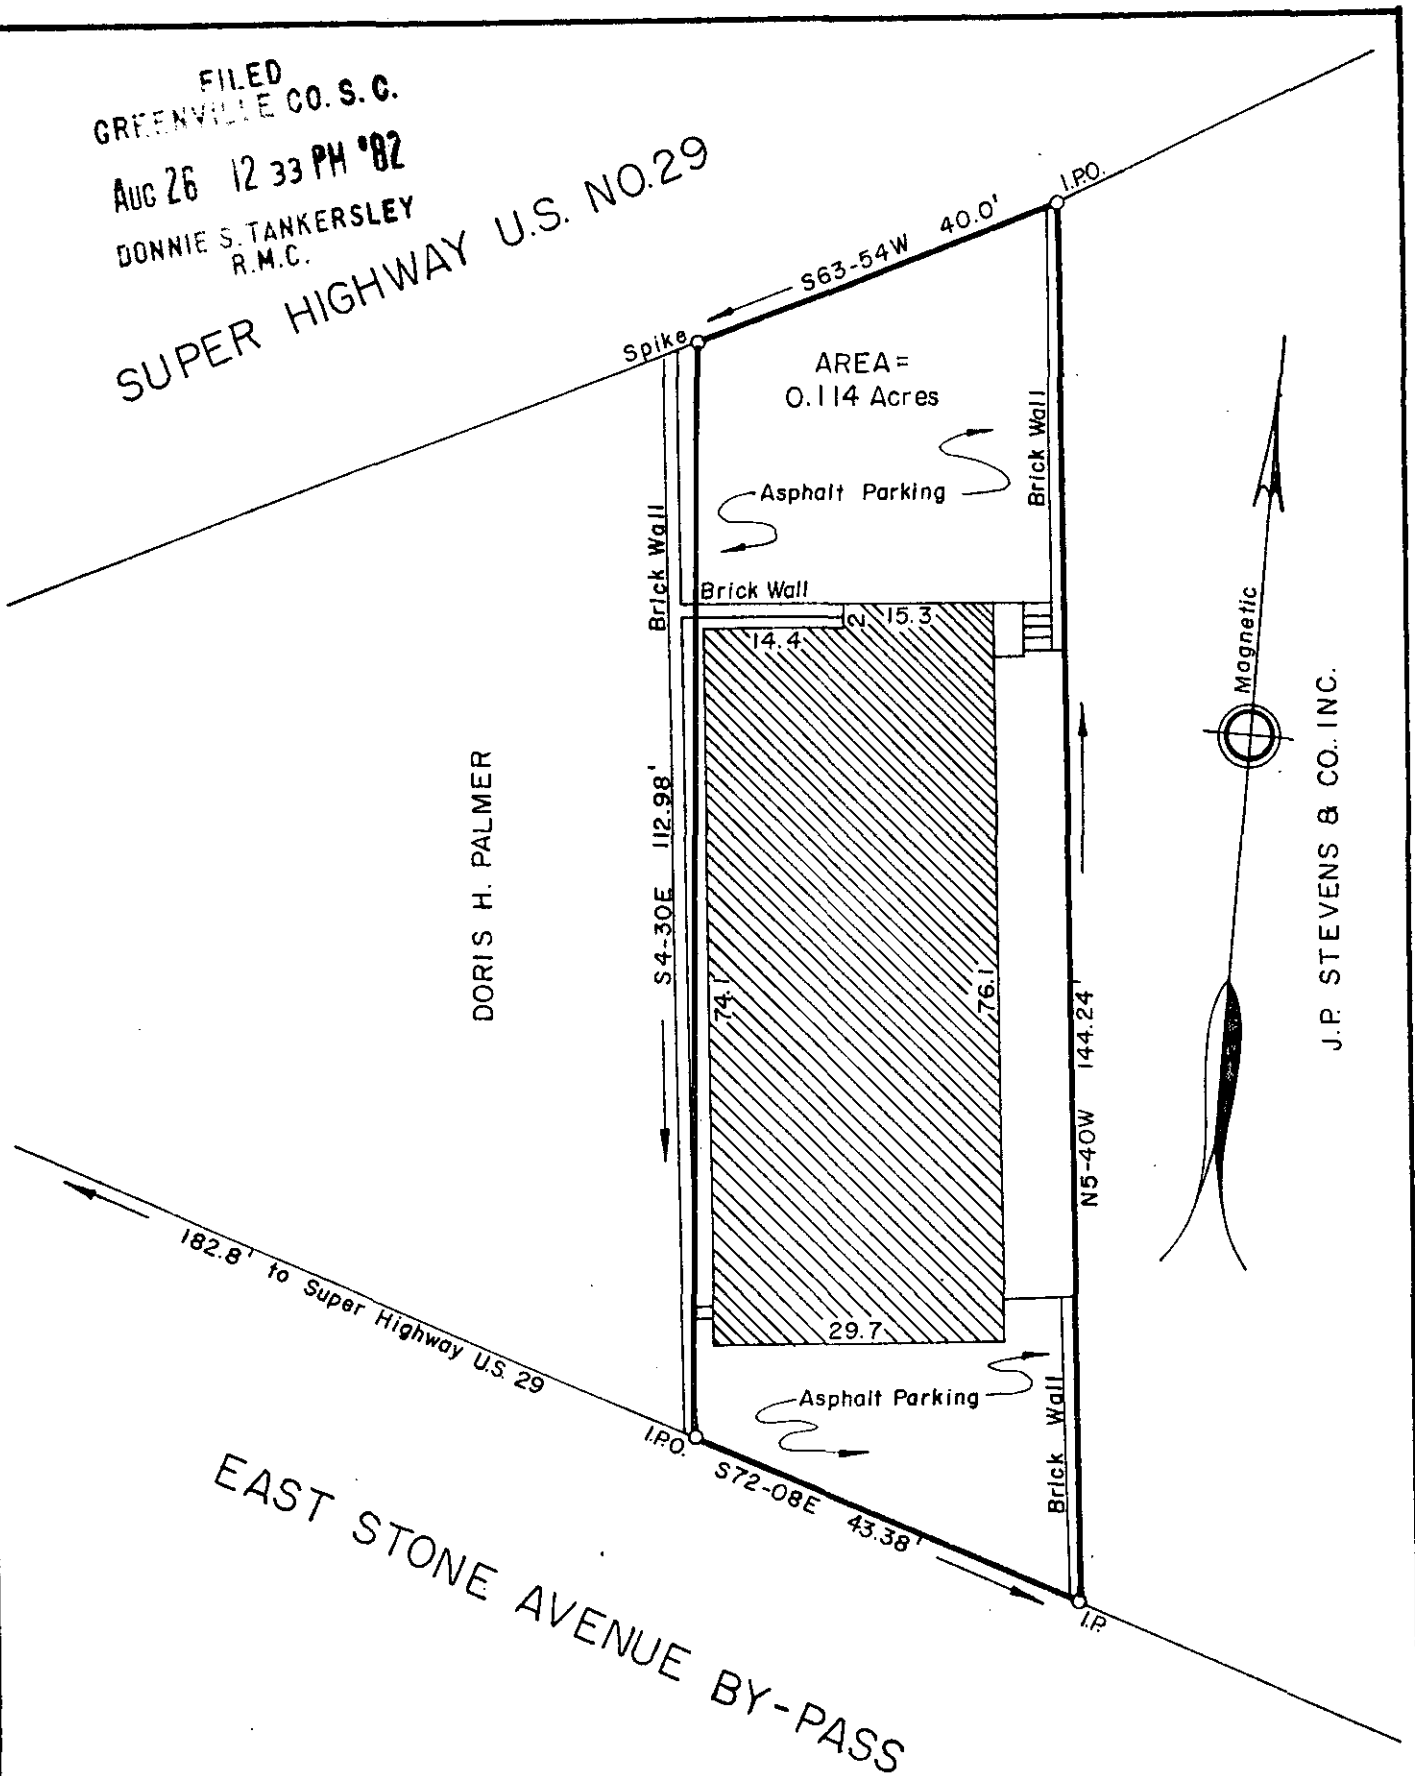 FILED
GREENVILLE CO. S. C.
AUG 26 12 33 PH '82
DONNIE S. TANKERSLEY
R.M.C.
SUPER HIGHWAY U.S. NO. 29
I.P.O.
S63-54W 40.0'
Spike
AREA =
0.114 Acres
Brick Wall
Asphalt Parking
Brick Wall
Brick Wall
2
15.3
14.4
Magnetic
J.P. STEVENS & CO. INC.
DORIS H. PALMER
S4-30E 112.98'
74.1
76.1
N5-40W 144.24'
182.8' to Super Highway U.S. 29
29.7
Asphalt Parking
Brick Wall
I.P.O.
S72-08E 43.38'
I.P.
EAST STONE AVENUE BY-PASS